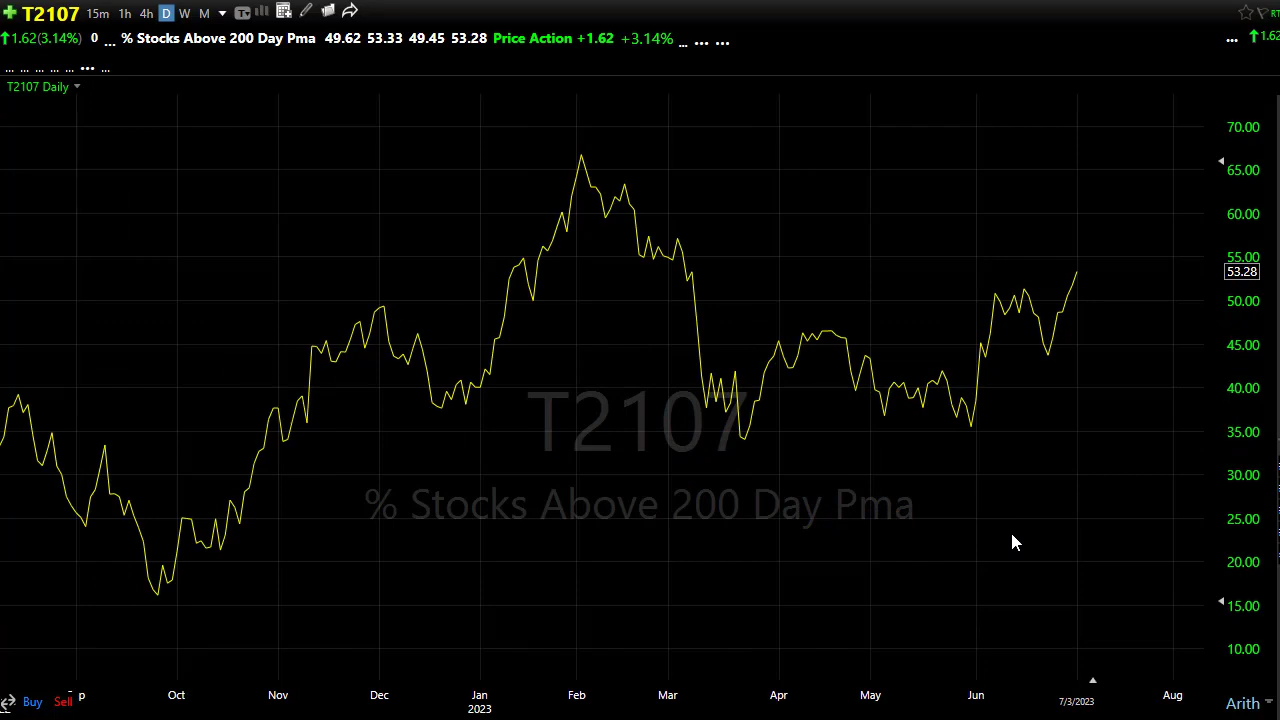 T2107 15m 1h 4h D W M T RT
1.62(3.14%) 0 ... % Stocks Above 200 Day Pma 49.62 53.33 49.45 53.28 Price Action +1.62 +3.14% ... ... ... ... 1.62
... ... ... ... ... ... ...
T2107 Daily
70.00
65.00
60.00
55.00
53.28
50.00
45.00
40.00
35.00
30.00
25.00
20.00
15.00
10.00
T2107
% Stocks Above 200 Day Pma
Buy Sell p Oct Nov Dec Jan Feb Mar Apr May Jun 7/3/2023 Aug Arith
2023